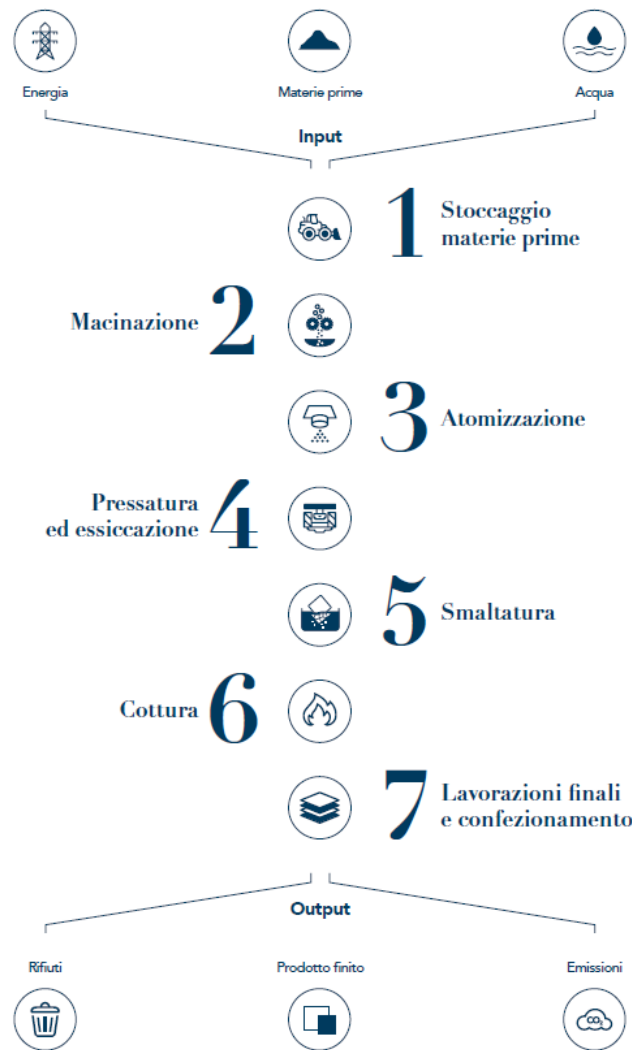 Energia
Materie prime
Acqua
Input
1 Stoccaggio
materie prime
Macinazione 2
3 Atomizzazione
Pressatura
ed essiccazione 4
5 Smaltatura
Cottura 6
7 Lavorazioni finali
e confezionamento
Output
Rifiuti
Prodotto finito
Emissioni
CO₂